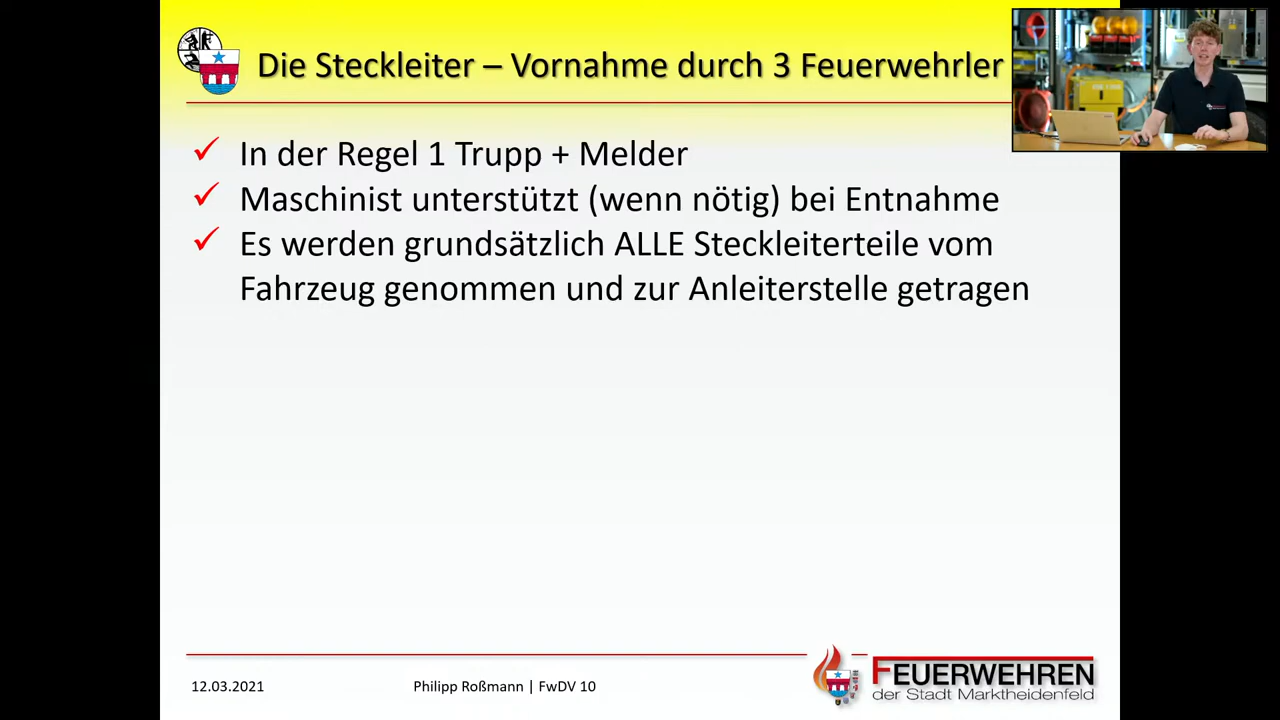 Die Steckleiter – Vornahme durch 3 Feuerwehrler
In der Regel 1 Trupp + Melder
Maschinist unterstützt (wenn nötig) bei Entnahme
Es werden grundsätzlich ALLE Steckleiterteile vom
Fahrzeug genommen und zur Anleiterstelle getragen
12.03.2021
Philipp Roßmann | FwDV 10
FEUERWEHREN
der Stadt Marktheidenfeld